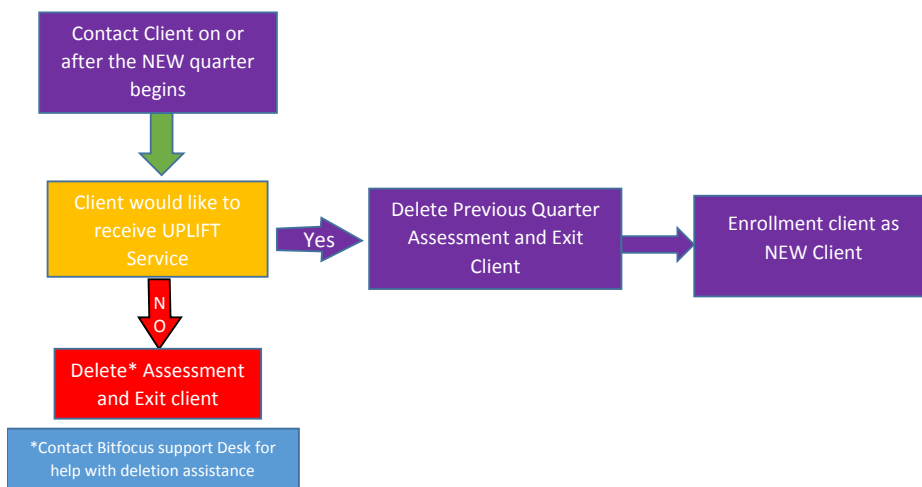 Contact Client on or
after the NEW quarter
begins
Client would like to
receive UPLIFT
Service
Yes
Delete Previous Quarter
Assessment and Exit
Client
Enrollment client as
NEW Client
N
O
Delete* Assessment
and Exit client
*Contact Bitfocus support Desk for
help with deletion assistance